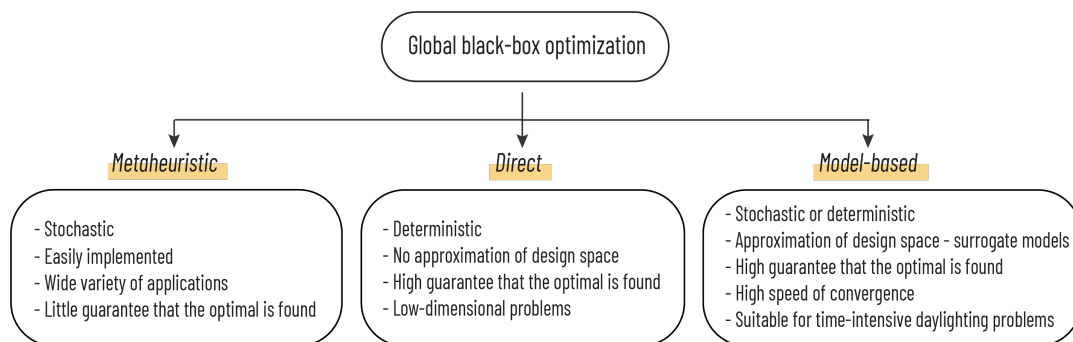 Global black-box optimization
Metaheuristic
- Stochastic
- Easily implemented
- Wide variety of applications
- Little guarantee that the optimal is found
Direct
- Deterministic
- No approximation of design space
- High guarantee that the optimal is found
- Low-dimensional problems
Model-based
- Stochastic or deterministic
- Approximation of design space - surrogate models
- High guarantee that the optimal is found
- High speed of convergence
- Suitable for time-intensive daylighting problems